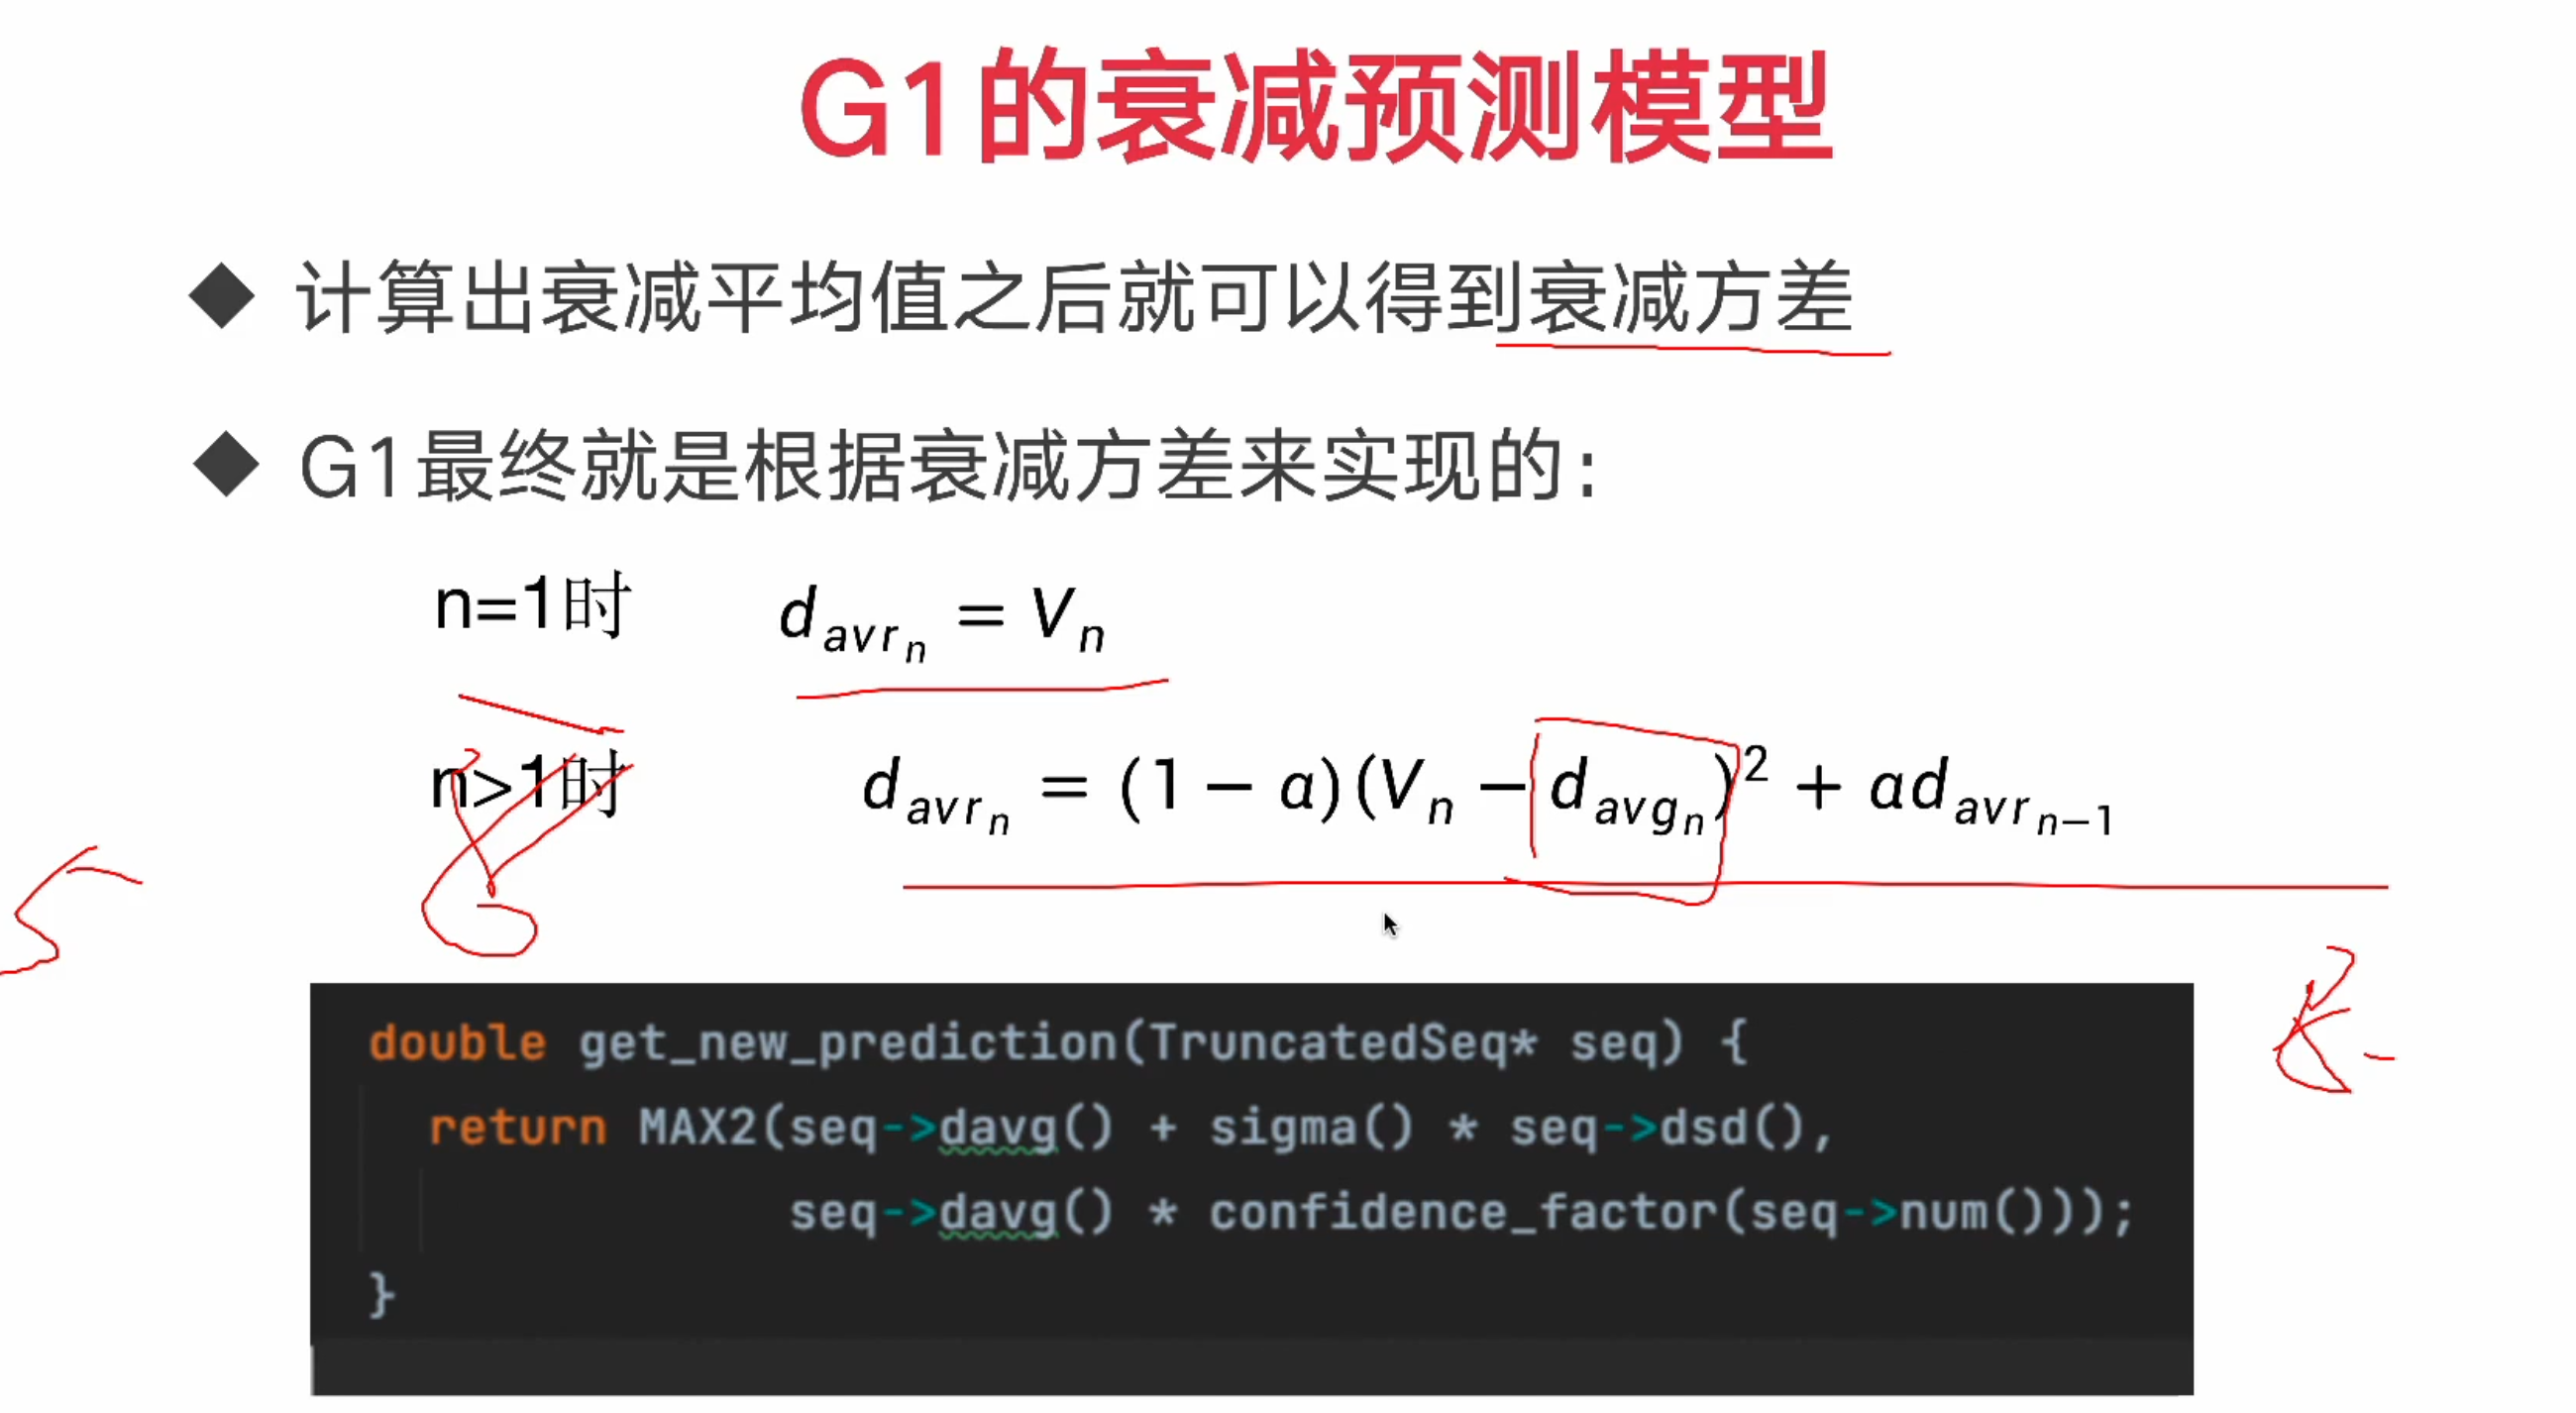 G1的衰减预测模型
◆ 计算出衰减平均值之后就可以得到衰减方差
◆ G1最终就是根据衰减方差来实现的：
n=1时 d_{avr_n} = V_n
n>1时 d_{avr_n} = (1 − a)(V_n − d_{avg_n})^2 + ad_{avr_{n−1}}
double get_new_prediction(TruncatedSeq* seq) {
return MAX2(seq->davg() + sigma() * seq->dsd(),
seq->davg() * confidence_factor(seq->num()));
}